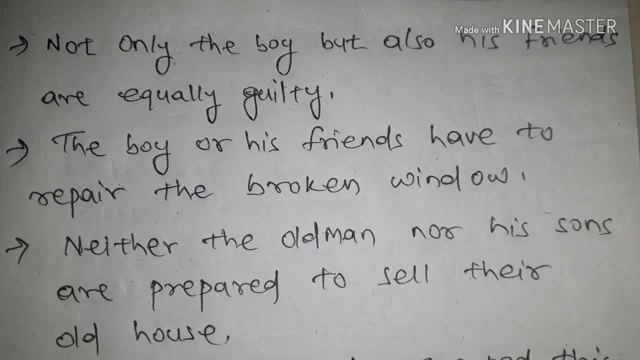 Made with KINEMASTER
→ Not only the boy but also his friends
are equally guilty.
→ The boy or his friends have to
repair the broken window.
→ Neither the oldman nor his sons
are prepared to sell their
old house,